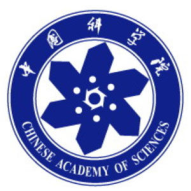 中国科学院
CHINESE ACADEMY OF SCIENCES